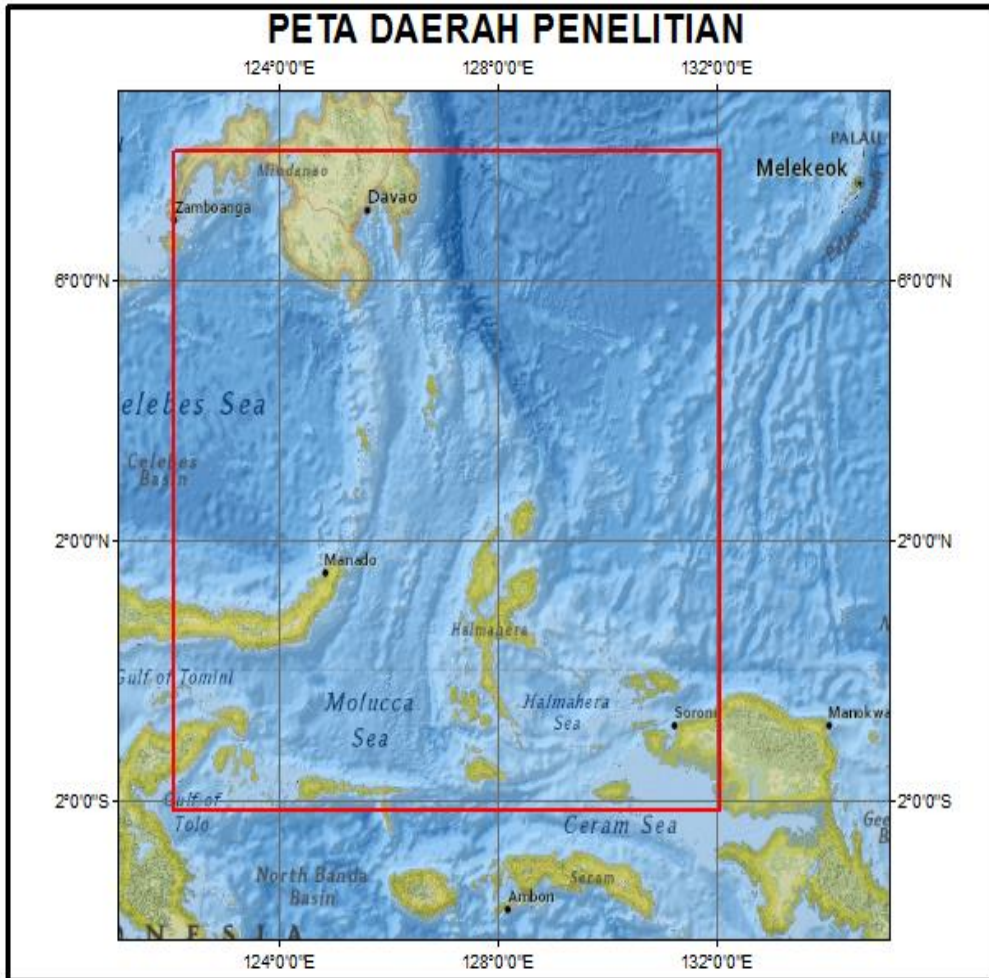 PETA DAERAH PENELITIAN
124°0'0"E 128°0'0"E 132°0'0"E
PALAU
Melekeok
Mindanao
Davao
Zamboanga
6°0'0"N 6°0'0"N
elebes Sea
Celebes
Basin
2°0'0"N 2°0'0"N
Manado
Halmahera
Gulf of Tomini
Molucca
Sea
Halmahera
Sea
Sorong
Manokwa
2°0'0"S 2°0'0"S
Gulf of
Tolo
Ceram Sea
Gee
B
North Banda
Basin
Seram
Ambon
NESIA
124°0'0"E 128°0'0"E 132°0'0"E